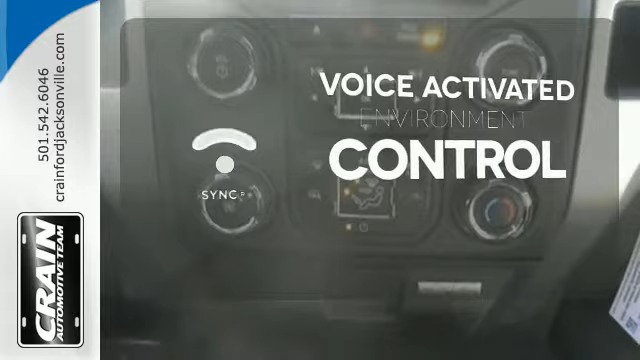 501.542.6046
crainfordjacksonville.com
CRAIN
AUTOMOTIVE TEAM
SYNC
VOICE ACTIVATED
ENVIRONMENT
CONTROL